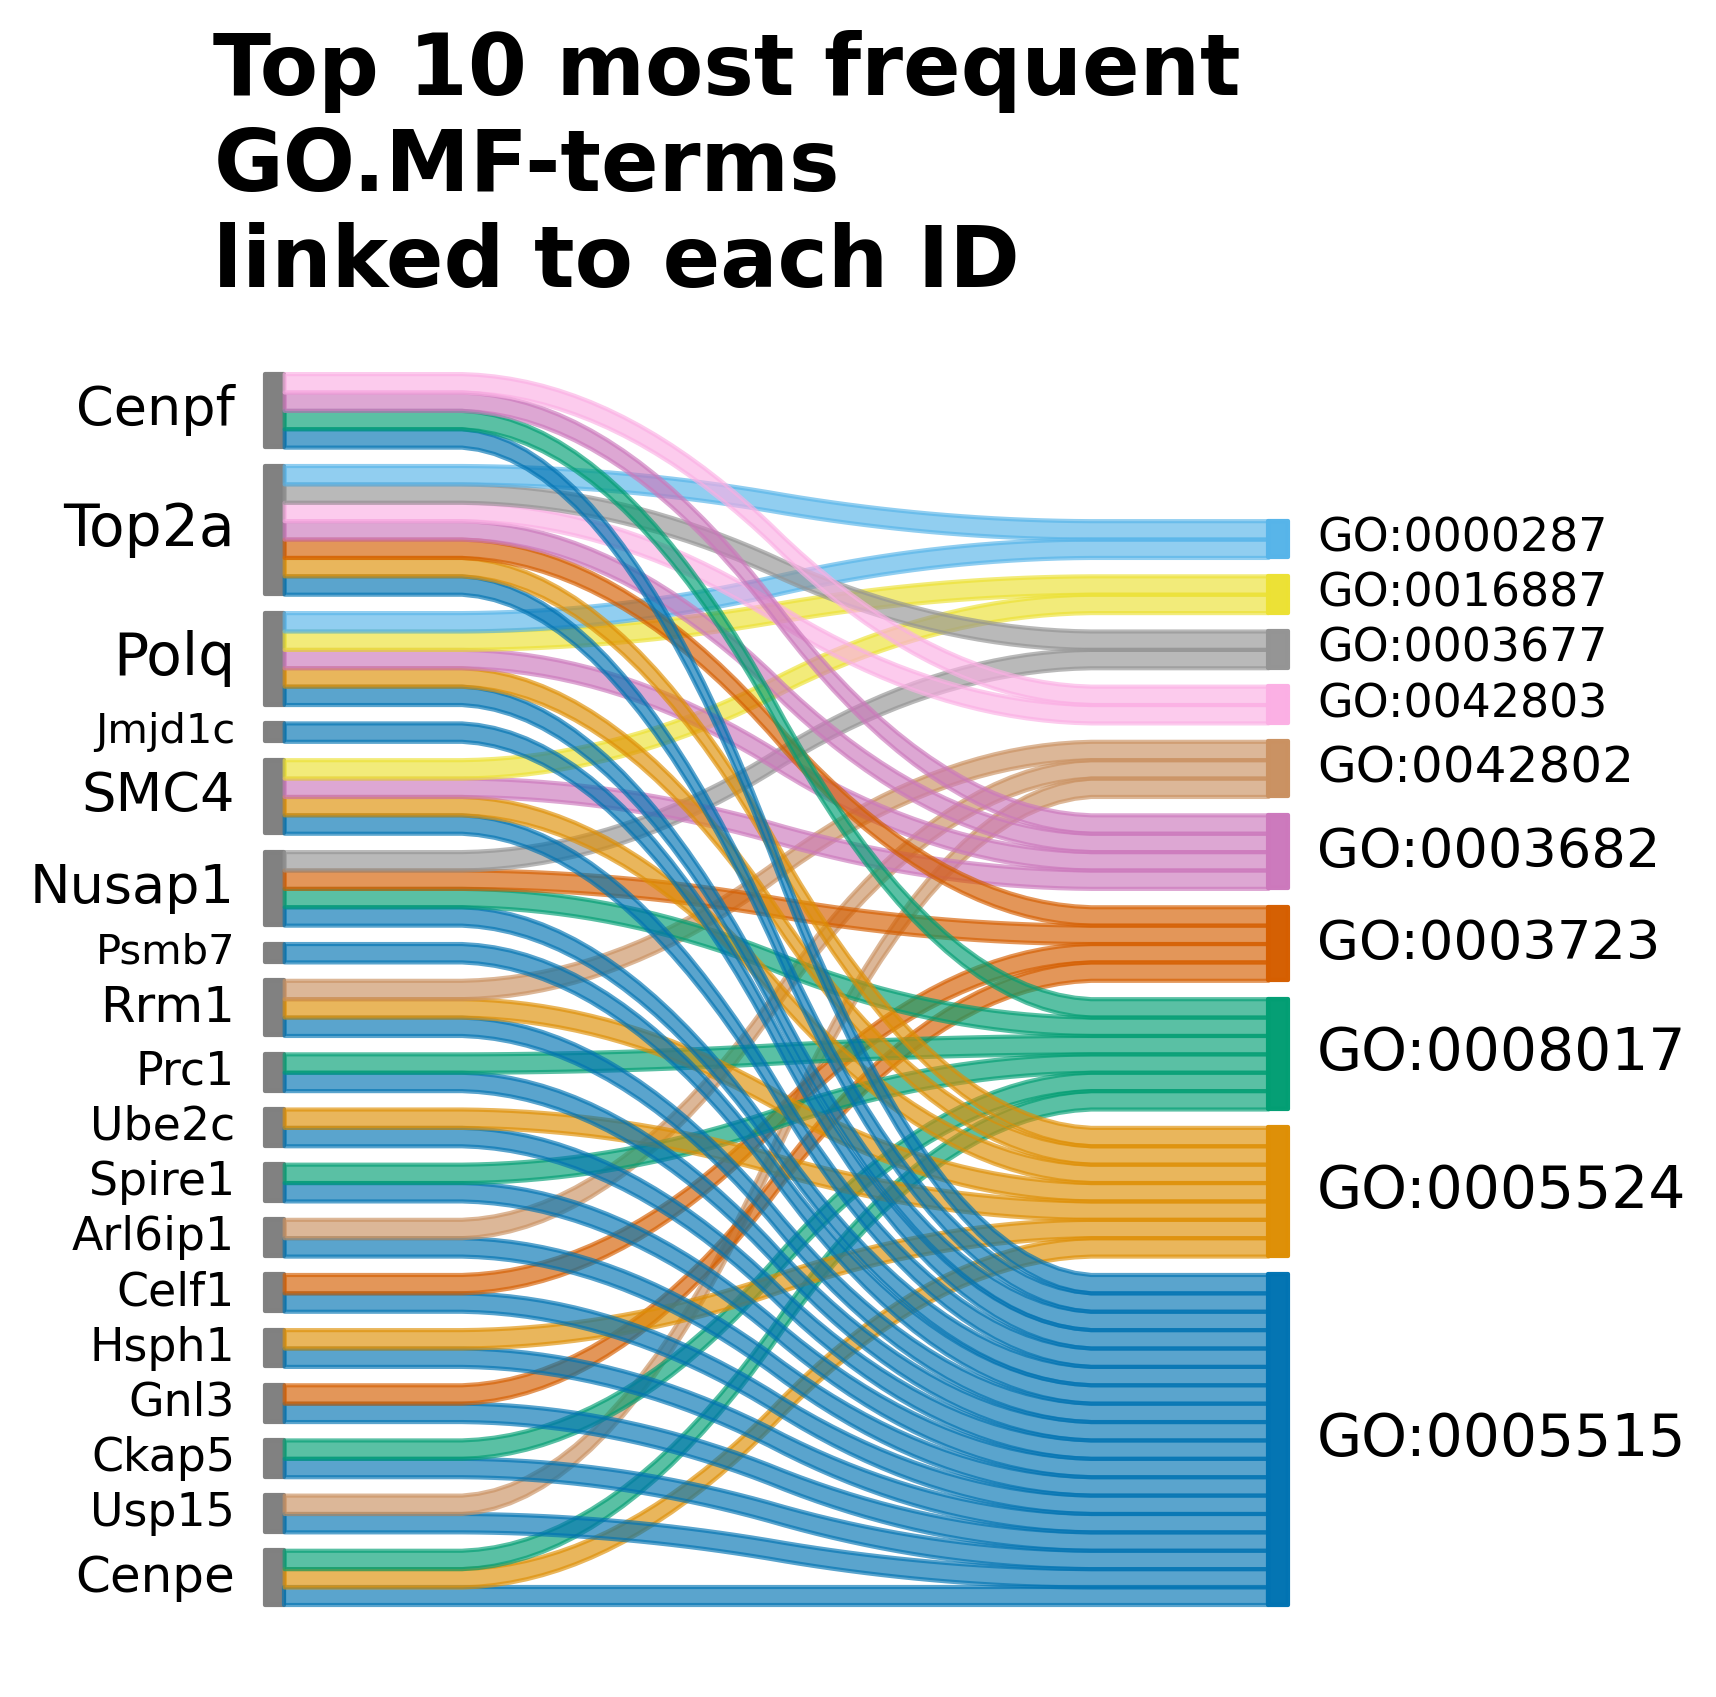 Top 10 most frequent
GO.MF-terms
linked to each ID
Cenpf
Top2a
Polq
Jmjd1c
SMC4
Nusap1
Psmb7
Rrm1
Prc1
Ube2c
Spire1
Arl6ip1
Celf1
Hsph1
Gnl3
Ckap5
Usp15
Cenpe
GO:0000287
GO:0016887
GO:0003677
GO:0042803
GO:0042802
GO:0003682
GO:0003723
GO:0008017
GO:0005524
GO:0005515